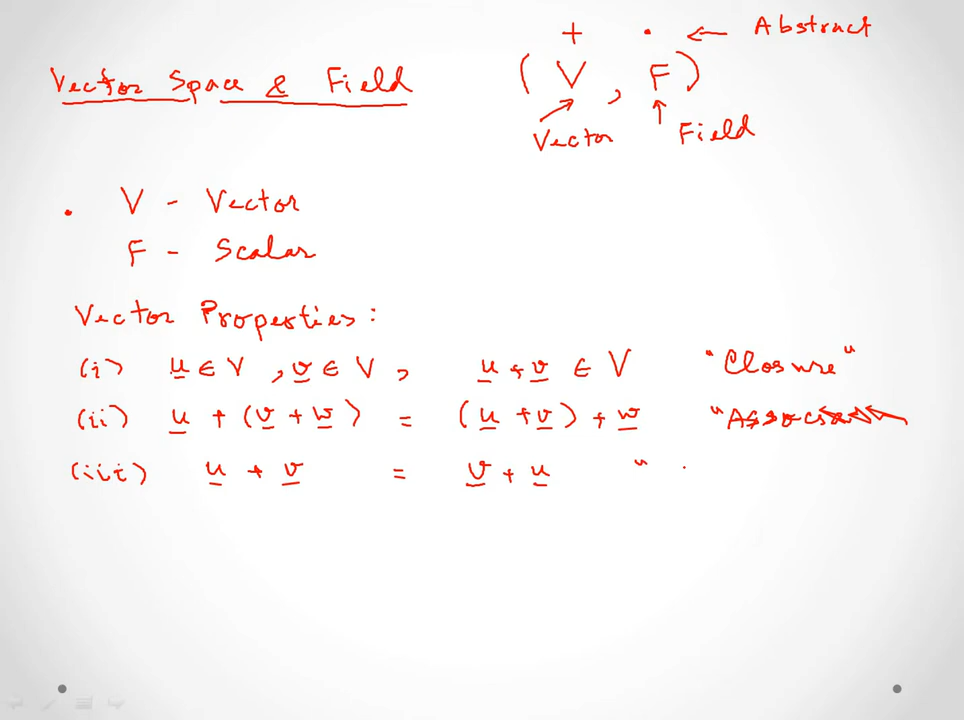 + · ← Abstract
Vector Space & Field (V, F)
Vector Field
· V - Vector
F - Scalar
Vector Properties:
(i) u ∈ V, v ∈ V, u + v ∈ V "Closure"
(ii) u + (v + w) = (u + v) + w
(iii) u + v = v + u "